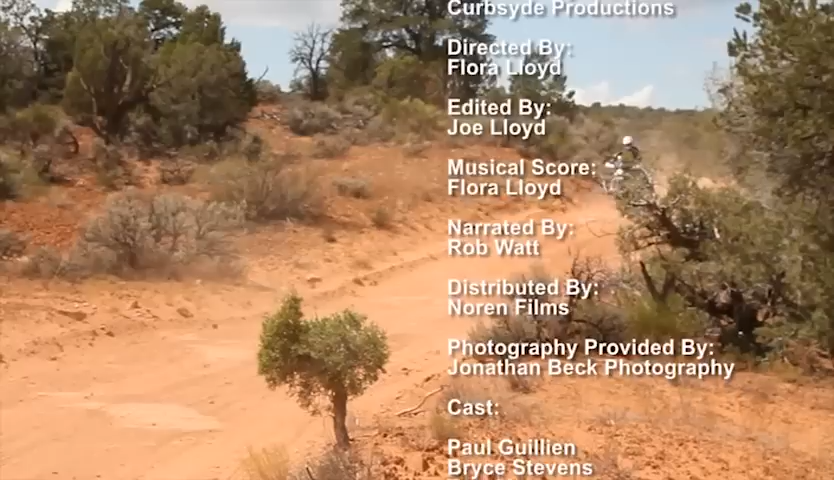 Curbsyde Productions
Directed By:
Flora Lloyd
Edited By:
Joe Lloyd
Musical Score:
Flora Lloyd
Narrated By:
Rob Watt
Distributed By:
Noren Films
Photography Provided By:
Jonathan Beck Photography
Cast:
Paul Guillien
Bryce Stevens